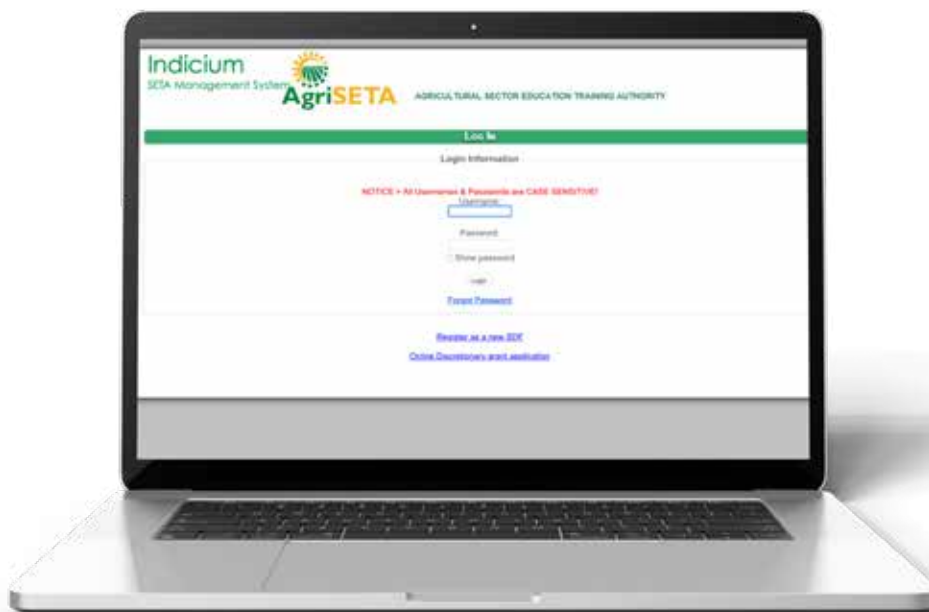 Indicium
SETA Management System
AgriSETA
AGRICULTURAL SECTOR EDUCATION TRAINING AUTHORITY
Log In
Login Information
NOTICE : All Usernames & Passwords are CASE SENSITIVE!
Username:
Password:
Show password
Login
Forgot Password
Register as a new SDF
Online Discretionary grant application